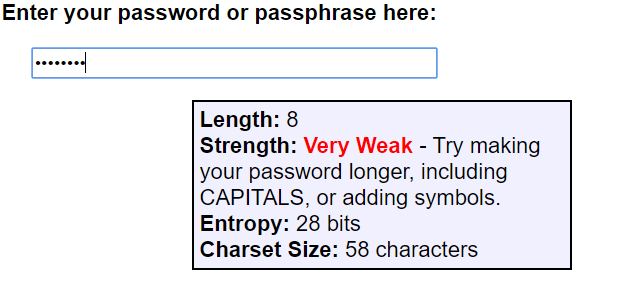 Enter your password or passphrase here:
••••••••
Length: 8
Strength: Very Weak - Try making
your password longer, including
CAPITALS, or adding symbols.
Entropy: 28 bits
Charset Size: 58 characters